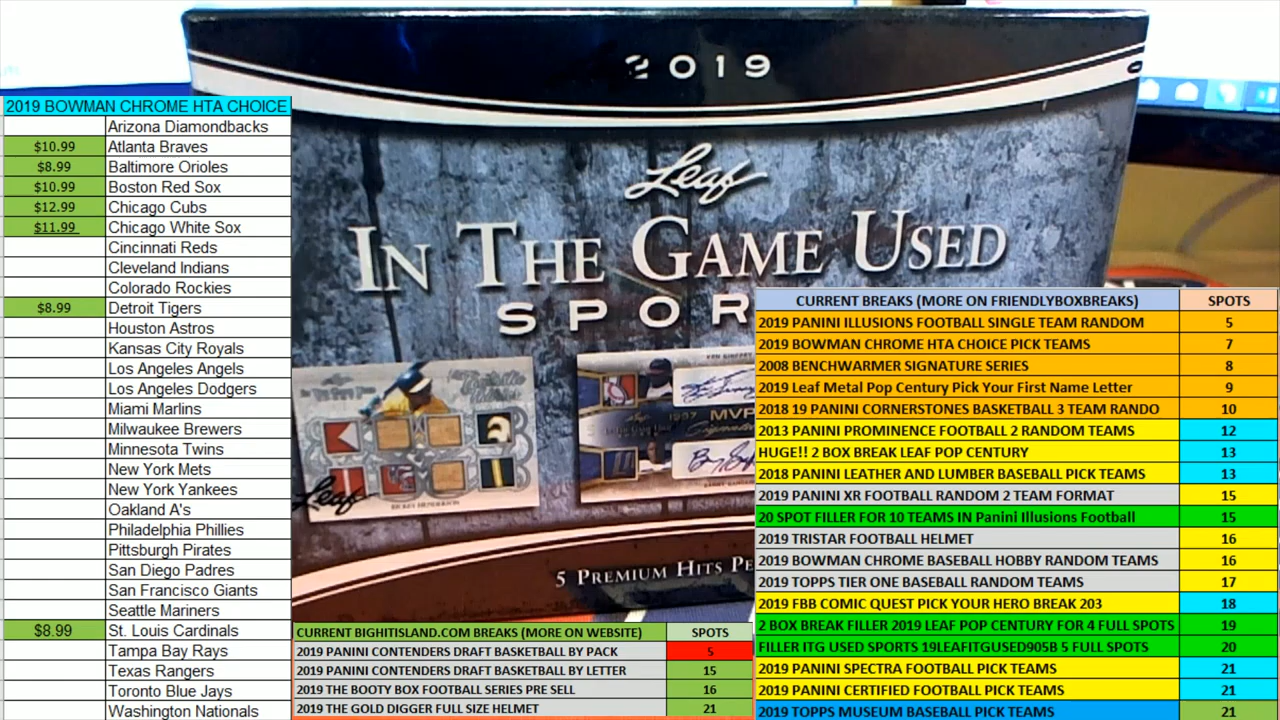 2019
Leaf
IN THE GAME USED
SPOR
MVP
Leaf
5 PREMIUM HITS PE
2019 BOWMAN CHROME HTA CHOICE
Arizona Diamondbacks
$10.99 Atlanta Braves
$8.99 Baltimore Orioles
$10.99 Boston Red Sox
$12.99 Chicago Cubs
$11.99 Chicago White Sox
Cincinnati Reds
Cleveland Indians
Colorado Rockies
$8.99 Detroit Tigers
Houston Astros
Kansas City Royals
Los Angeles Angels
Los Angeles Dodgers
Miami Marlins
Milwaukee Brewers
Minnesota Twins
New York Mets
New York Yankees
Oakland A's
Philadelphia Phillies
Pittsburgh Pirates
San Diego Padres
San Francisco Giants
Seattle Mariners
$8.99 St. Louis Cardinals
Tampa Bay Rays
Texas Rangers
Toronto Blue Jays
Washington Nationals
CURRENT BIGHITISLAND.COM BREAKS (MORE ON WEBSITE) SPOTS
2019 PANINI CONTENDERS DRAFT BASKETBALL BY PACK 5
2019 PANINI CONTENDERS DRAFT BASKETBALL BY LETTER 15
2019 THE BOOTY BOX FOOTBALL SERIES PRE SELL 16
2019 THE GOLD DIGGER FULL SIZE HELMET 21
CURRENT BREAKS (MORE ON FRIENDLYBOXBREAKS) SPOTS
2019 PANINI ILLUSIONS FOOTBALL SINGLE TEAM RANDOM 5
2019 BOWMAN CHROME HTA CHOICE PICK TEAMS 7
2008 BENCHWARMER SIGNATURE SERIES 8
2019 Leaf Metal Pop Century Pick Your First Name Letter 9
2018 19 PANINI CORNERSTONES BASKETBALL 3 TEAM RANDO 10
2013 PANINI PROMINENCE FOOTBALL 2 RANDOM TEAMS 12
HUGE!! 2 BOX BREAK LEAF POP CENTURY 13
2018 PANINI LEATHER AND LUMBER BASEBALL PICK TEAMS 13
2019 PANINI XR FOOTBALL RANDOM 2 TEAM FORMAT 15
20 SPOT FILLER FOR 10 TEAMS IN Panini Illusions Football 15
2019 TRISTAR FOOTBALL HELMET 16
2019 BOWMAN CHROME BASEBALL HOBBY RANDOM TEAMS 16
2019 TOPPS TIER ONE BASEBALL RANDOM TEAMS 17
2019 FBB COMIC QUEST PICK YOUR HERO BREAK 203 18
2 BOX BREAK FILLER 2019 LEAF POP CENTURY FOR 4 FULL SPOTS 19
FILLER ITG USED SPORTS 19LEAFITGUSED905B 5 FULL SPOTS 20
2019 PANINI SPECTRA FOOTBALL PICK TEAMS 21
2019 PANINI CERTIFIED FOOTBALL PICK TEAMS 21
2019 TOPPS MUSEUM BASEBALL PICK TEAMS 21